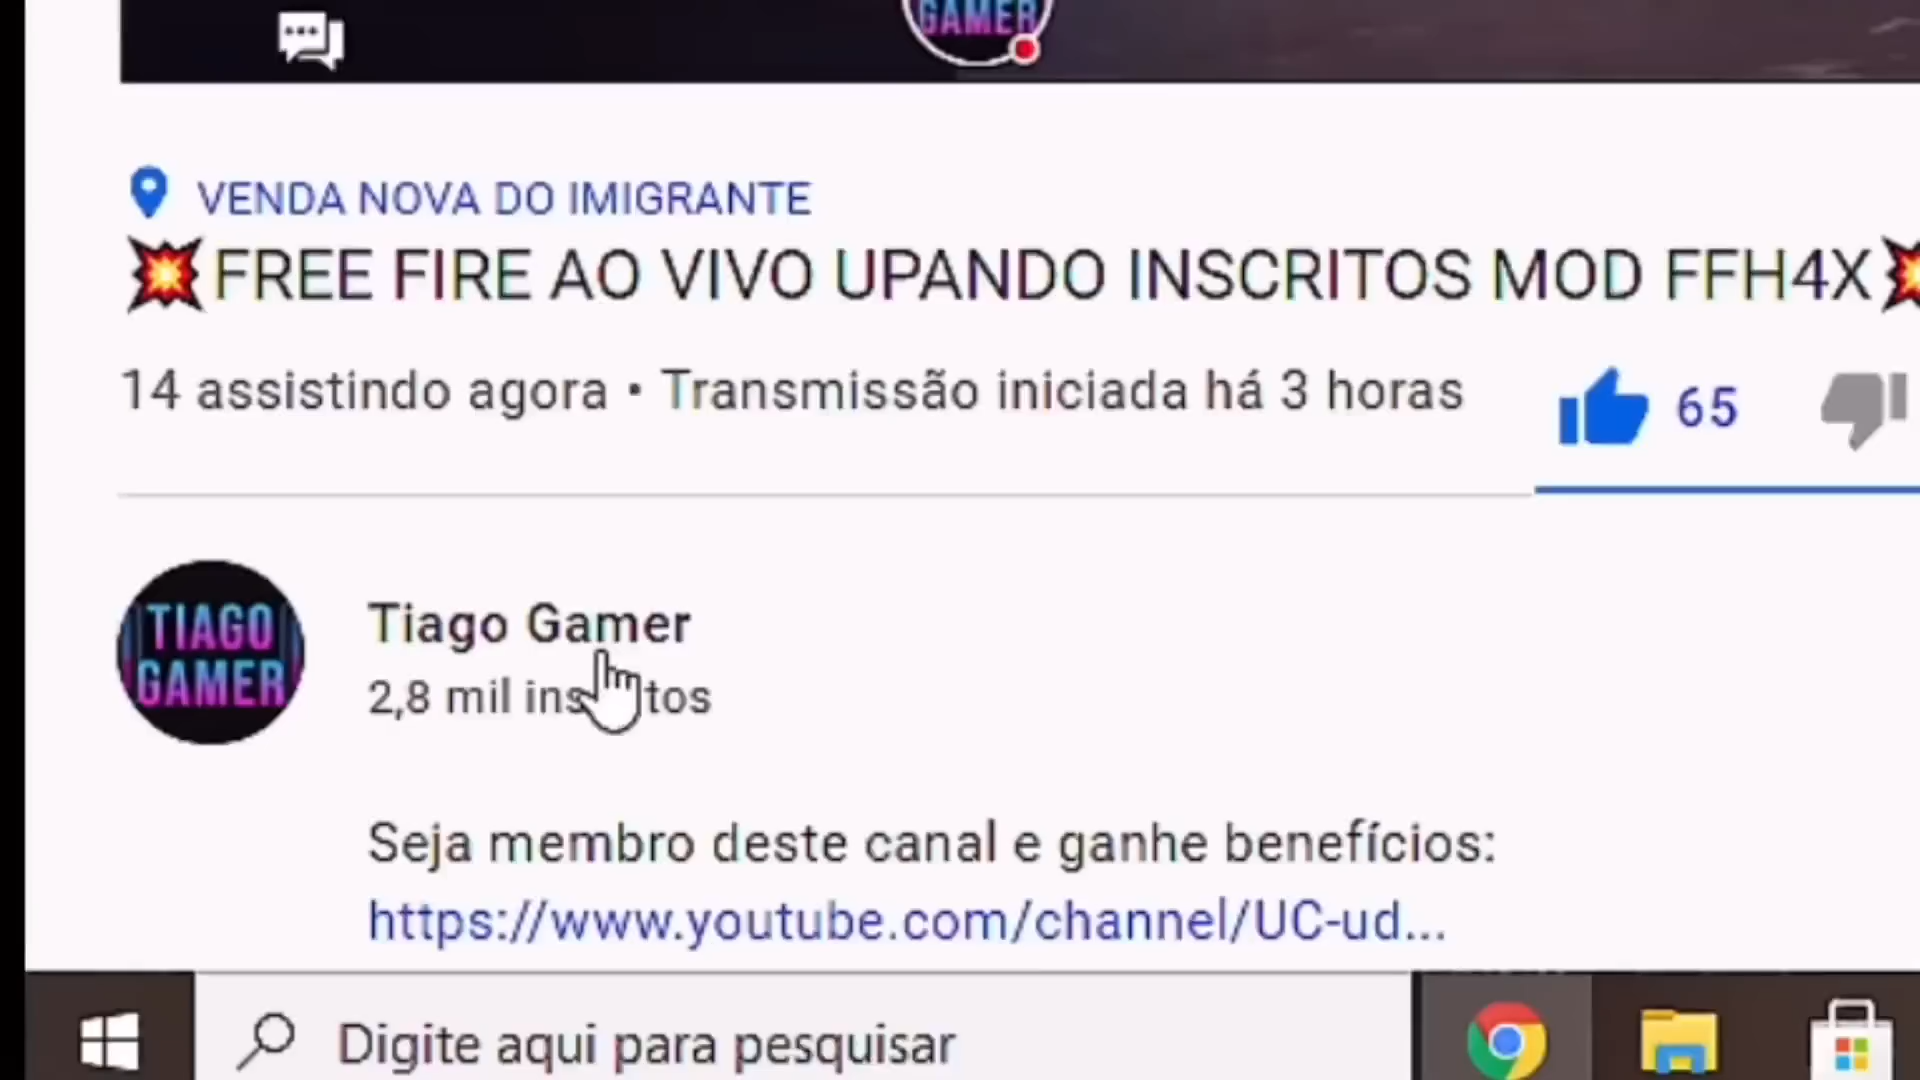 GAMER
VENDA NOVA DO IMIGRANTE
💥FREE FIRE AO VIVO UPANDO INSCRITOS MOD FFH4X💥
14 assistindo agora • Transmissão iniciada há 3 horas
65
TIAGO
GAMER
Tiago Gamer
2,8 mil
Seja membro deste canal e ganhe benefícios:
https://www.youtube.com/channel/UC-ud...
Digite aqui para pesquisar